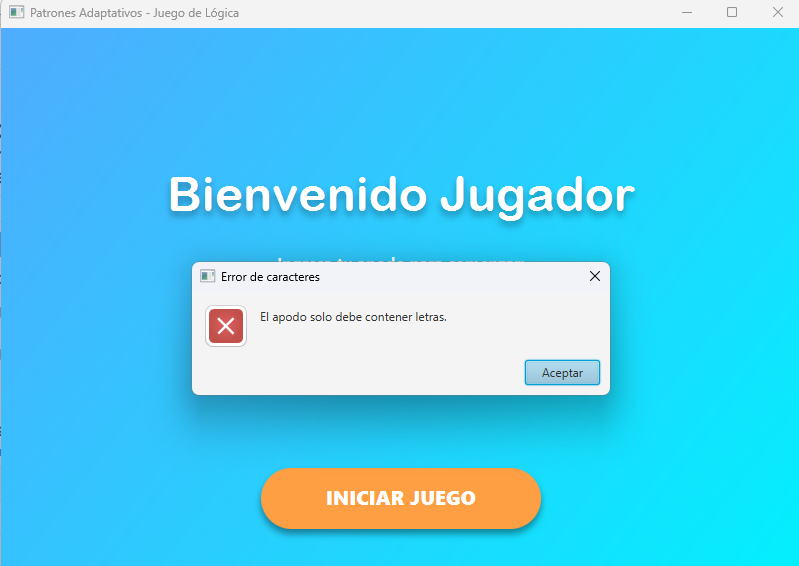 Patrones Adaptativos - Juego de Lógica
Bienvenido Jugador
Error de caracteres
El apodo solo debe contener letras.
Aceptar
INICIAR JUEGO